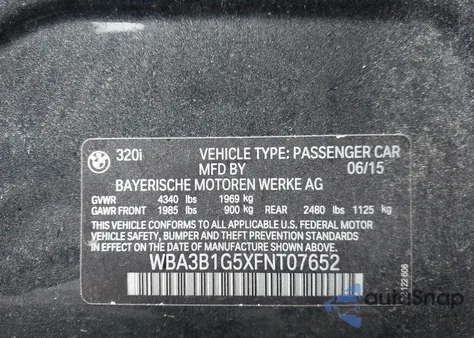 BMW
320i VEHICLE TYPE: PASSENGER CAR
MFD BY 06/15
BAYERISCHE MOTOREN WERKE AG
GVWR 4340 lbs 1969 kg
GAWR FRONT 1985 lbs 900 kg REAR 2480 lbs 1125 kg
THIS VEHICLE CONFORMS TO ALL APPLICABLE U.S. FEDERAL MOTOR
VEHICLE SAFETY, BUMPER AND THEFT PREVENTION STANDARDS
IN EFFECT ON THE DATE OF MANUFACTURE SHOWN ABOVE.
WBA3B1G5XFNT07652
autoSnap